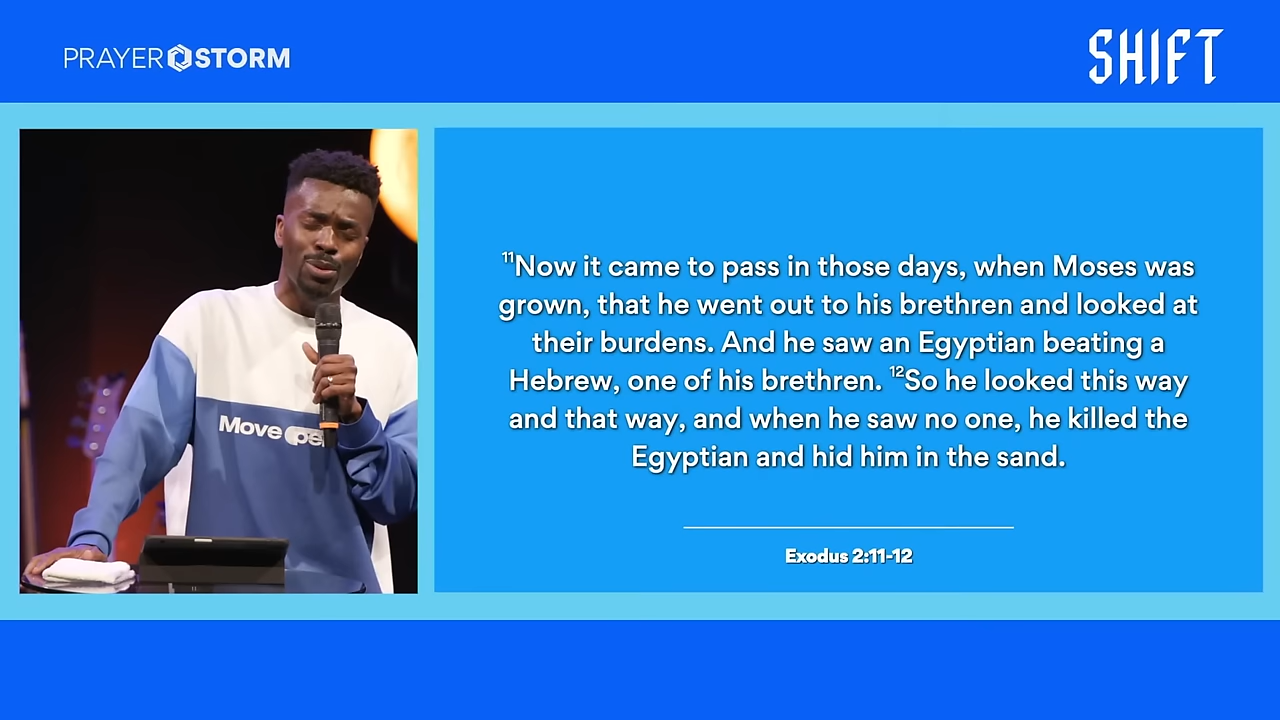 PRAYER STORM
SHIFT
¹¹Now it came to pass in those days, when Moses was
grown, that he went out to his brethren and looked at
their burdens. And he saw an Egyptian beating a
Hebrew, one of his brethren. ¹²So he looked this way
and that way, and when he saw no one, he killed the
Egyptian and hid him in the sand.
Exodus 2:11-12
Move